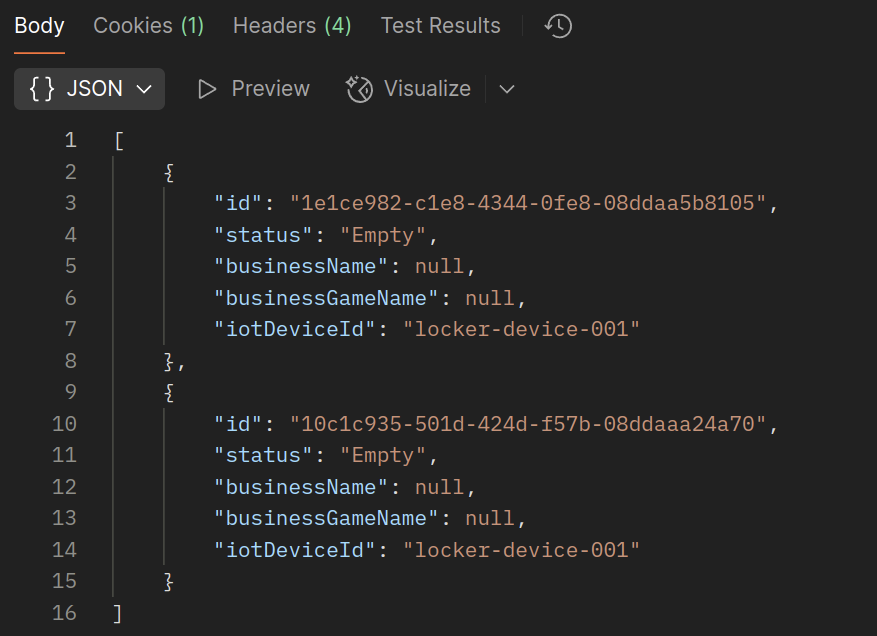 Body Cookies (1) Headers (4) Test Results
{} JSON Preview Visualize
1 [
2     {
3         "id": "1e1ce982-c1e8-4344-0fe8-08ddaa5b8105",
4         "status": "Empty",
5         "businessName": null,
6         "businessGameName": null,
7         "iotDeviceId": "locker-device-001"
8     },
9     {
10         "id": "10c1c935-501d-424d-f57b-08ddaaa24a70",
11         "status": "Empty",
12         "businessName": null,
13         "businessGameName": null,
14         "iotDeviceId": "locker-device-001"
15     }
16 ]